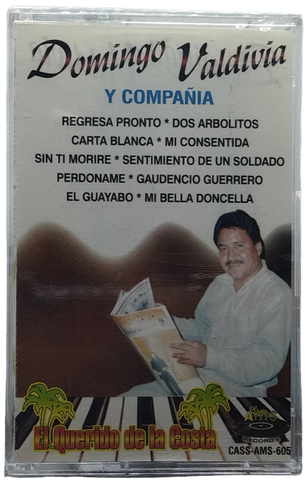 Domingo Valdivia
Y COMPAÑIA
REGRESA PRONTO * DOS ARBOLITOS
CARTA BLANCA * MI CONSENTIDA
SIN TI MORIRE * SENTIMIENTO DE UN SOLDADO
PERDONAME * GAUDENCIO GUERRERO
EL GUAYABO * MI BELLA DONCELLA
El Querido de la Costa
RECORDS
CASS-AMS-605